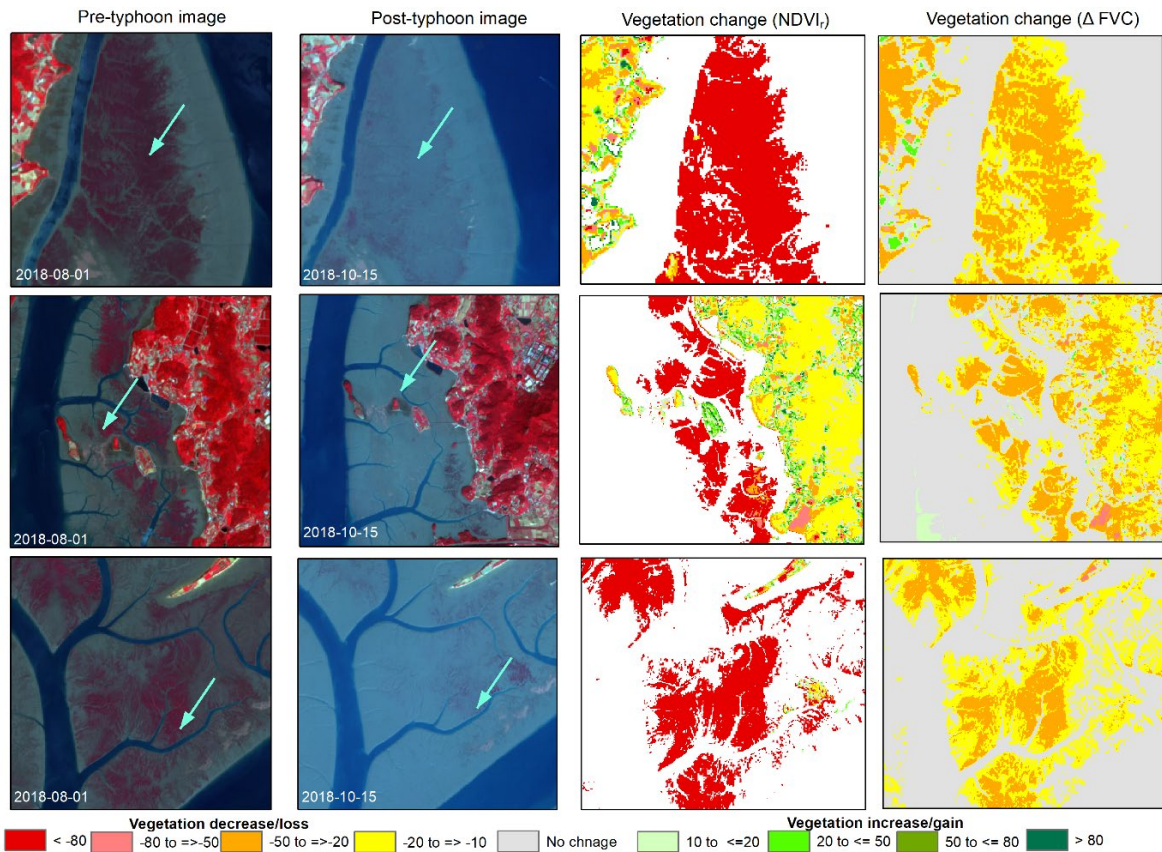 Pre-typhoon image
Post-typhoon image
Vegetation change (NDVIr)
Vegetation change (Δ FVC)
2018-08-01
2018-10-15
2018-08-01
2018-10-15
2018-08-01
2018-10-15
Vegetation decrease/loss
Vegetation increase/gain
< -80
-80 to =>-50
-50 to =>-20
-20 to => -10
No chnage
10 to <=20
20 to <= 50
50 to <= 80
> 80